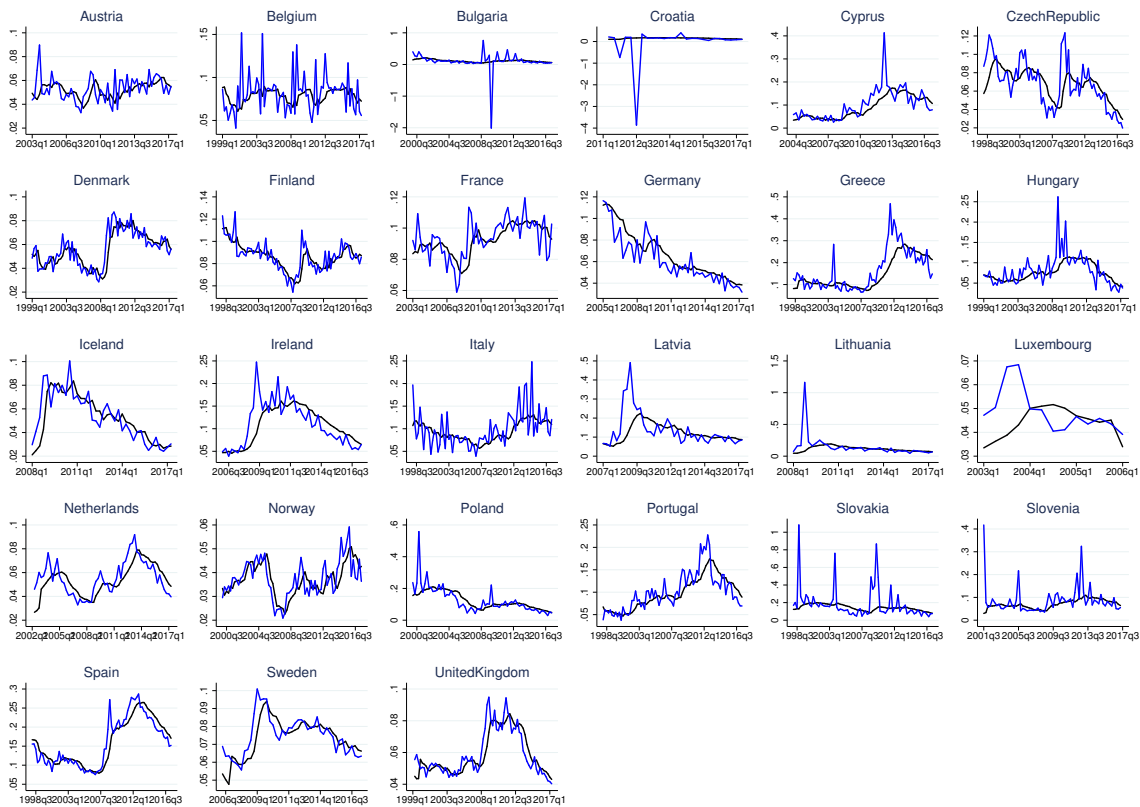 Austria
.1
.08
.06
.04
.02
2003q1 2006q3 2010q1 2013q3 2017q1
Belgium
.15
.1
.05
1999q1 2003q3 2008q1 2012q3 2017q1
Bulgaria
1
0
-1
-2
2000q3 2004q3 2008q3 2012q3 2016q3
Croatia
1
0
-1
-2
-3
-4
2011q1 2012q3 2014q1 2015q3 2017q1
Cyprus
.4
.3
.2
.1
0
2004q3 2007q3 2010q3 2013q3 2016q3
CzechRepublic
.12
.1
.08
.06
.04
.02
1998q3 2003q1 2007q3 2012q1 2016q3
Denmark
.1
.08
.06
.04
.02
1999q1 2003q3 2008q1 2012q3 2017q1
Finland
.14
.12
.1
.08
.06
1998q3 2003q1 2007q3 2012q1 2016q3
France
.12
.1
.08
.06
2003q1 2006q3 2010q1 2013q3 2017q1
Germany
.12
.1
.08
.06
.04
2005q1 2008q1 2011q1 2014q1 2017q1
Greece
.5
.4
.3
.2
.1
1998q3 2003q1 2007q3 2012q1 2016q3
Hungary
.25
.2
.15
.1
.05
1999q1 2003q3 2008q1 2012q3 2017q1
Iceland
.1
.08
.06
.04
.02
2008q1 2011q1 2014q1 2017q1
Ireland
.25
.2
.15
.1
.05
2006q3 2009q1 2011q3 2014q1 2016q3
Italy
.25
.2
.15
.1
.05
1998q3 2003q1 2007q3 2012q1 2016q3
Latvia
.5
.4
.3
.2
.1
0
2007q1 2009q3 2012q1 2014q3 2017q1
Lithuania
1.5
1
.5
0
2008q1 2011q1 2014q1 2017q1
Luxembourg
.07
.06
.05
.04
.03
2003q1 2004q1 2005q1 2006q1
Netherlands
.1
.08
.06
.04
.02
2002q1 2005q1 2008q1 2011q1 2014q1 2017q1
Norway
.06
.05
.04
.03
.02
2000q3 2004q3 2008q3 2012q3 2016q3
Poland
.6
.4
.2
0
2000q3 2004q3 2008q3 2012q3 2016q3
Portugal
.25
.2
.15
.1
.05
1998q3 2003q1 2007q3 2012q1 2016q3
Slovakia
1
.8
.6
.4
.2
0
1998q3 2003q1 2007q3 2012q1 2016q3
Slovenia
.4
.3
.2
.1
0
2001q3 2005q3 2009q3 2013q3 2017q3
Spain
.3
.25
.2
.15
.1
.05
1998q3 2003q1 2007q3 2012q1 2016q3
Sweden
.1
.09
.08
.07
.06
.05
2006q3 2009q1 2011q3 2014q1 2016q3
UnitedKingdom
.1
.08
.06
.04
1999q1 2003q3 2008q1 2012q3 2017q1